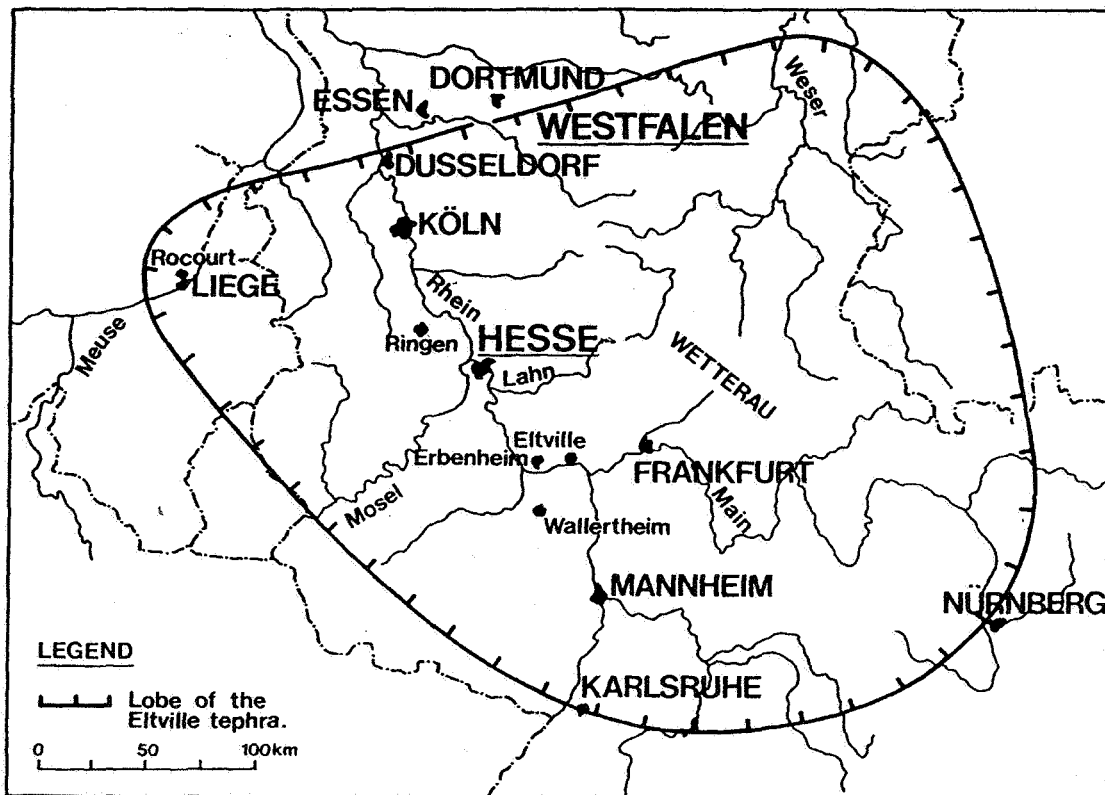 DORTMUND
ESSEN
Weser
WESTFALEN
DUSSELDORF
KÖLN
Rocourt
LIEGE
Rhein
Meuse
Ringen
HESSE
Lahn
WETTERAU
Eltville
Erbenheim
FRANKFURT
Mosel
Main
Wallertheim
MANNHEIM
NÜRNBERG
KARLSRUHE
LEGEND
Lobe of the
Eltville tephra.
0 50 100km